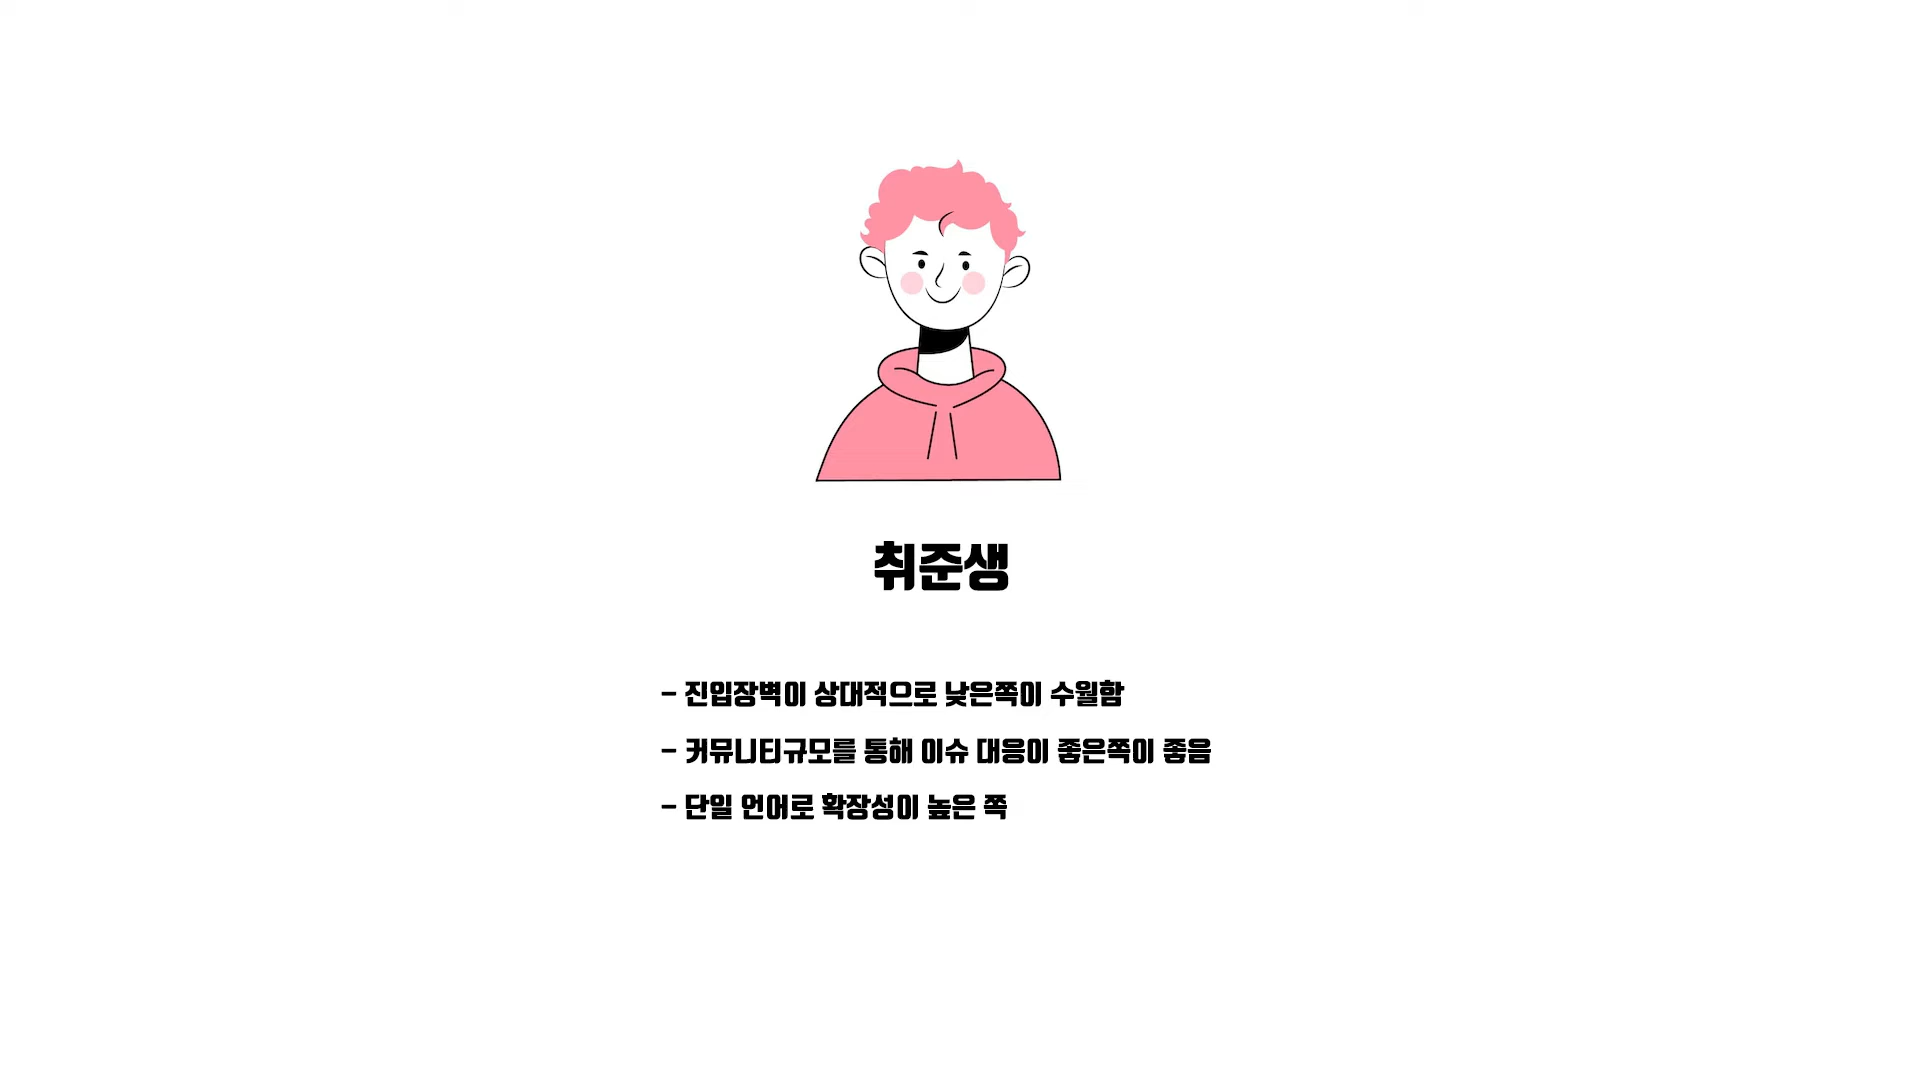 취준생
- 진입장벽이 상대적으로 낮은쪽이 수월함
- 커뮤니티규모를 통해 이슈 대응이 좋은쪽이 좋음
- 단일 언어로 확장성이 높은 쪽